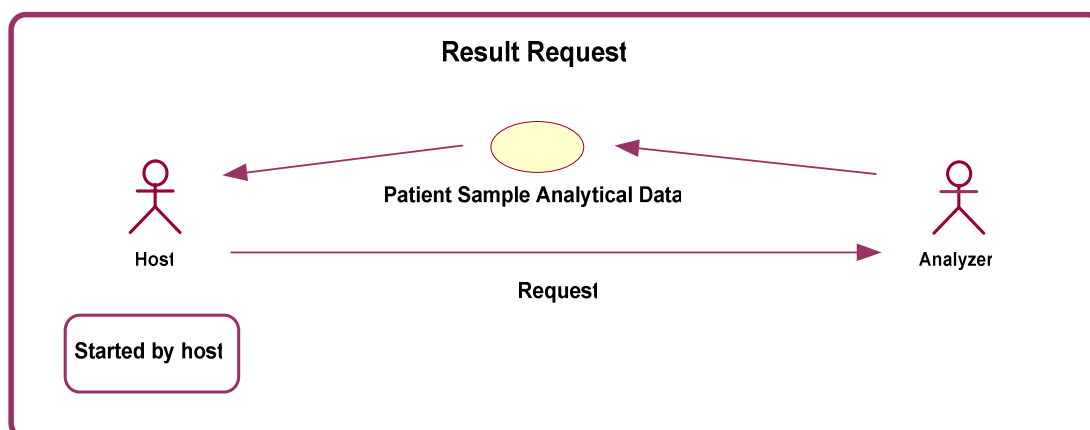 Result Request
Patient Sample Analytical Data
Host
Analyzer
Request
Started by host